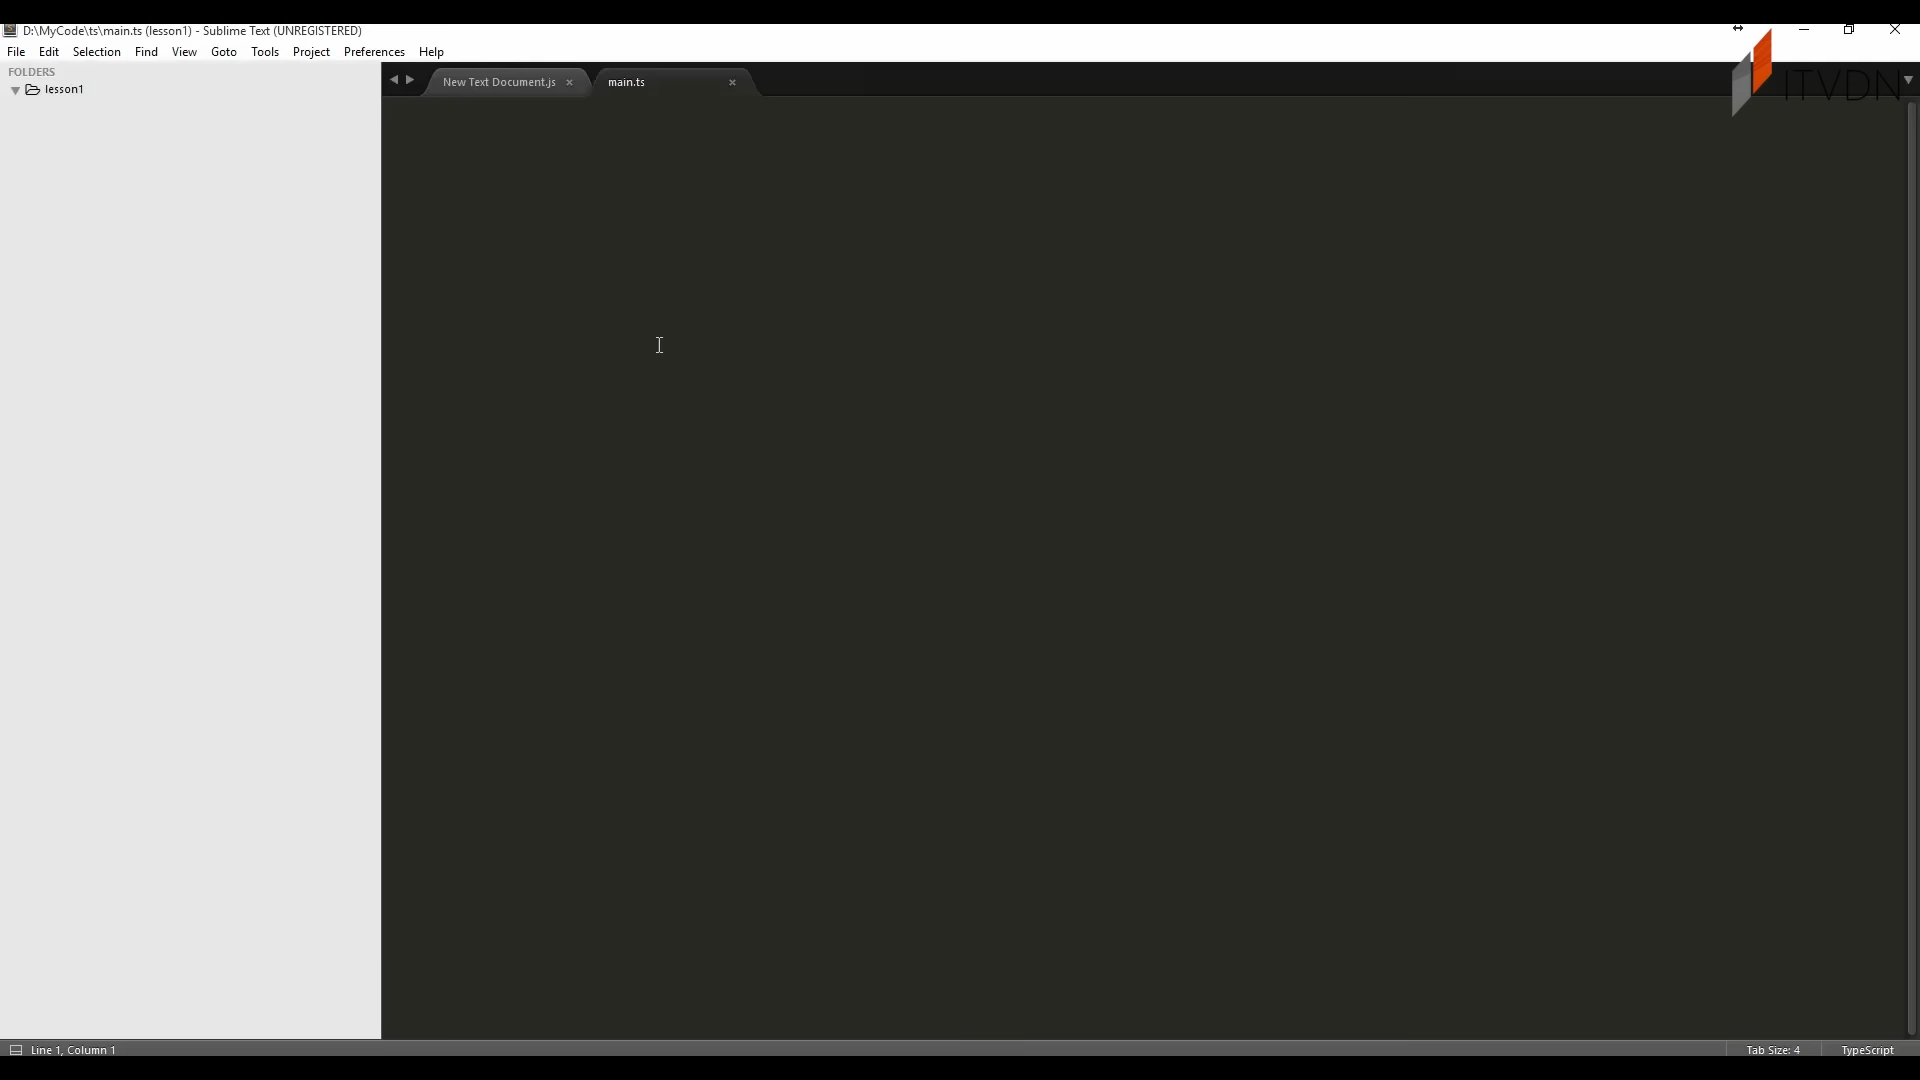 D:\MyCode\ts\main.ts (lesson1) - Sublime Text (UNREGISTERED)
File Edit Selection Find View Goto Tools Project Preferences Help
FOLDERS
lesson1
New Text Document.js
main.ts
ITVDN
Line 1, Column 1
Tab Size: 4
TypeScript